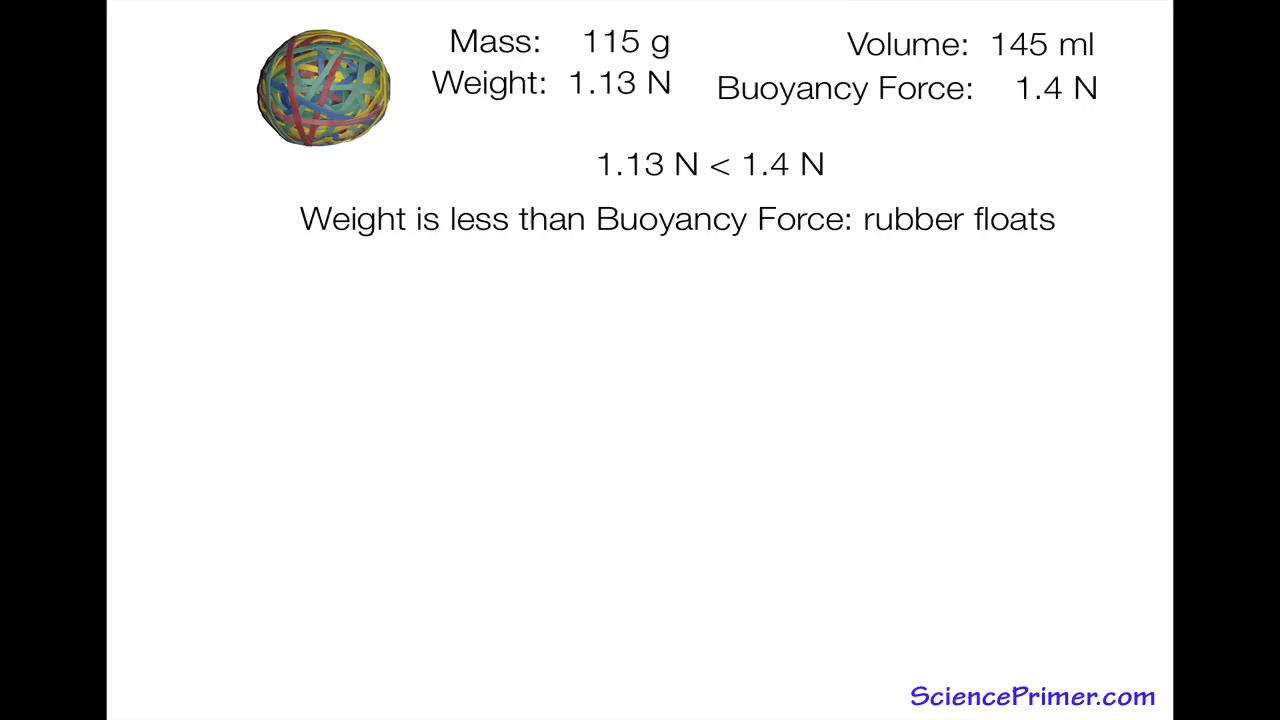 Mass: 115 g
Weight: 1.13 N
Volume: 145 ml
Buoyancy Force: 1.4 N
1.13 N < 1.4 N
Weight is less than Buoyancy Force: rubber floats
SciencePrimer.com